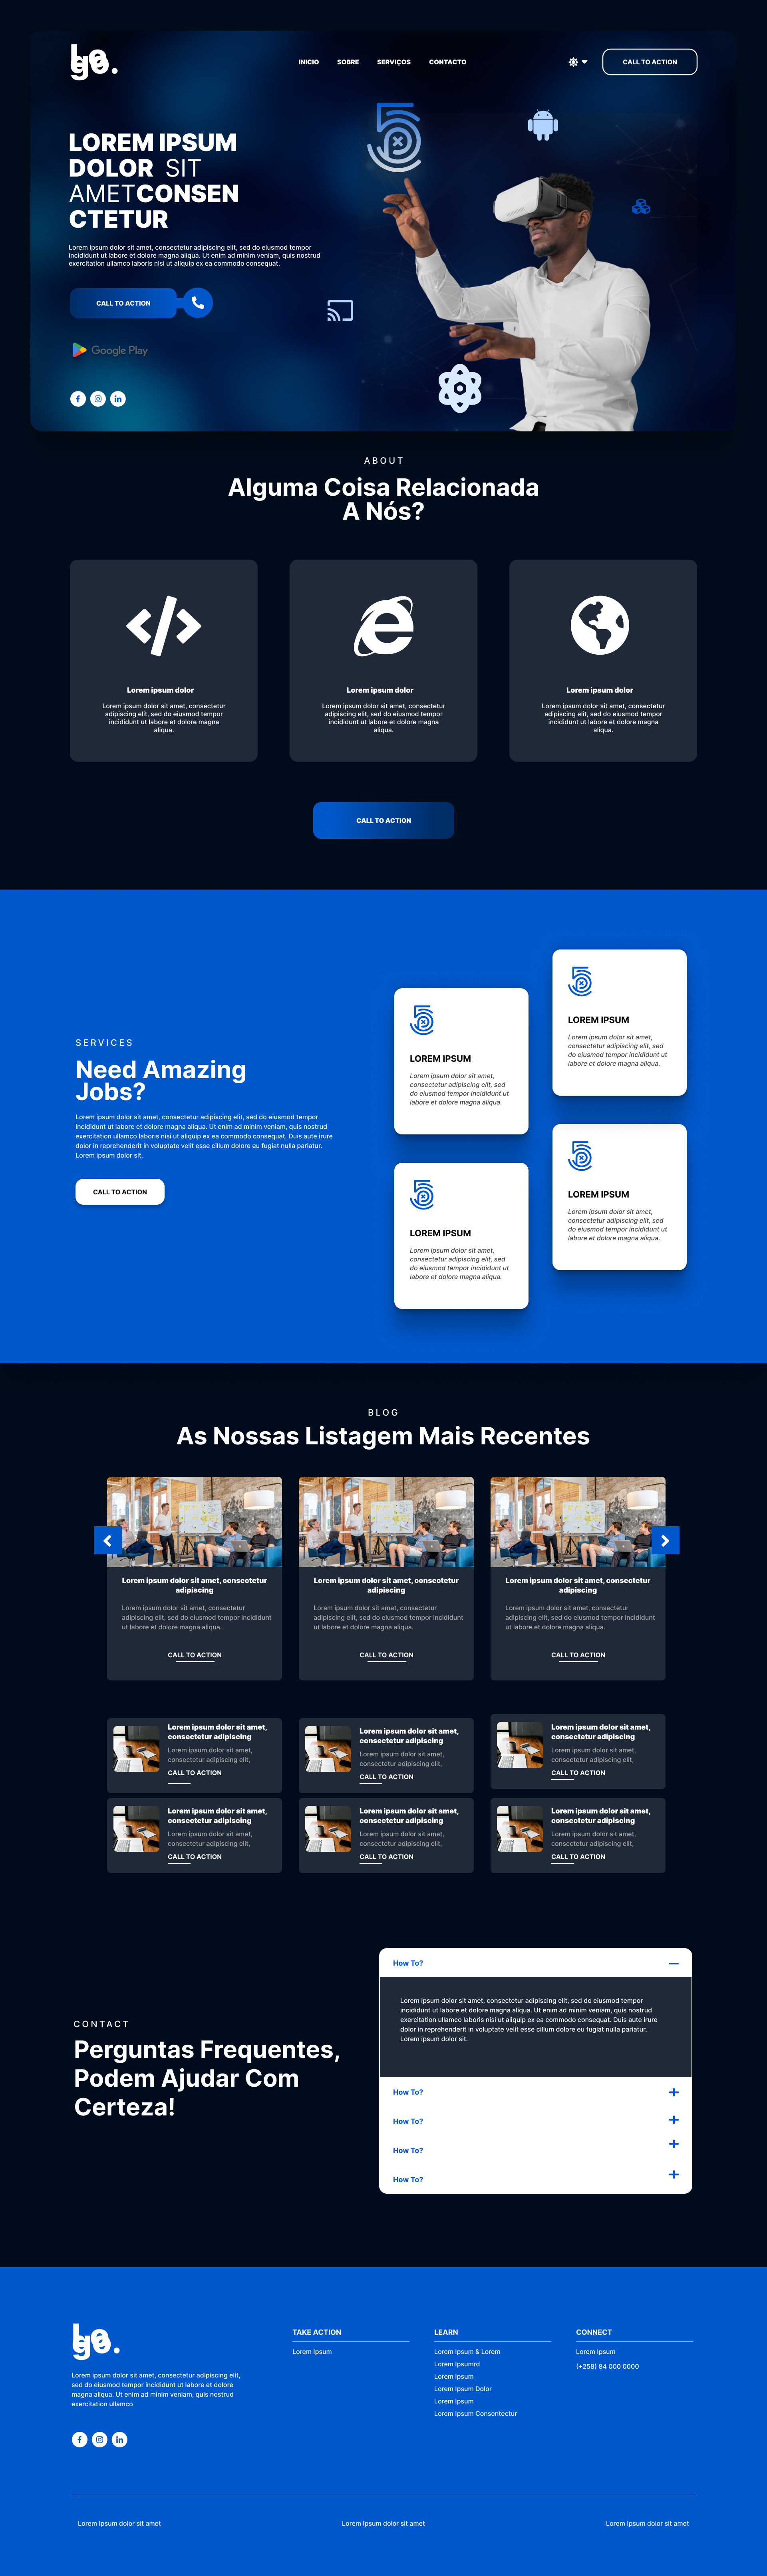 logo.
INICIO SOBRE SERVIÇOS CONTACTO
CALL TO ACTION
LOREM IPSUM
DOLOR SIT
AMETCONSEN
CTETUR
Lorem ipsum dolor sit amet, consectetur adipiscing elit, sed do eiusmod tempor
incididunt ut labore et dolore magna aliqua. Ut enim ad minim veniam, quis nostrud
exercitation ullamco laboris nisi ut aliquip ex ea commodo consequat.
CALL TO ACTION
Google Play
ABOUT
Alguma Coisa Relacionada
A Nós?
Lorem ipsum dolor
Lorem ipsum dolor sit amet, consectetur
adipiscing elit, sed do eiusmod tempor
incididunt ut labore et dolore magna
aliqua.
Lorem ipsum dolor
Lorem ipsum dolor sit amet, consectetur
adipiscing elit, sed do eiusmod tempor
incididunt ut labore et dolore magna
aliqua.
Lorem ipsum dolor
Lorem ipsum dolor sit amet, consectetur
adipiscing elit, sed do eiusmod tempor
incididunt ut labore et dolore magna
aliqua.
CALL TO ACTION
SERVICES
Need Amazing
Jobs?
Lorem ipsum dolor sit amet, consectetur adipiscing elit, sed do eiusmod tempor
incididunt ut labore et dolore magna aliqua. Ut enim ad minim veniam, quis nostrud
exercitation ullamco laboris nisi ut aliquip ex ea commodo consequat. Duis aute irure
dolor in reprehenderit in voluptate velit esse cillum dolore eu fugiat nulla pariatur.
Lorem ipsum dolor sit.
CALL TO ACTION
LOREM IPSUM
Lorem ipsum dolor sit amet,
consectetur adipiscing elit, sed
do eiusmod tempor incididunt ut
labore et dolore magna aliqua.
LOREM IPSUM
Lorem ipsum dolor sit amet,
consectetur adipiscing elit, sed
do eiusmod tempor incididunt ut
labore et dolore magna aliqua.
LOREM IPSUM
Lorem ipsum dolor sit amet,
consectetur adipiscing elit, sed
do eiusmod tempor incididunt ut
labore et dolore magna aliqua.
LOREM IPSUM
Lorem ipsum dolor sit amet,
consectetur adipiscing elit, sed
do eiusmod tempor incididunt ut
labore et dolore magna aliqua.
BLOG
As Nossas Listagem Mais Recentes
Lorem ipsum dolor sit amet, consectetur
adipiscing
Lorem ipsum dolor sit amet, consectetur
adipiscing elit, sed do eiusmod tempor incididunt
ut labore et dolore magna aliqua.
CALL TO ACTION
Lorem ipsum dolor sit amet, consectetur
adipiscing
Lorem ipsum dolor sit amet, consectetur
adipiscing elit, sed do eiusmod tempor incididunt
ut labore et dolore magna aliqua.
CALL TO ACTION
Lorem ipsum dolor sit amet, consectetur
adipiscing
Lorem ipsum dolor sit amet, consectetur
adipiscing elit, sed do eiusmod tempor incididunt
ut labore et dolore magna aliqua.
CALL TO ACTION
Lorem ipsum dolor sit amet,
consectetur adipiscing
Lorem ipsum dolor sit amet,
consectetur adipiscing elit,
CALL TO ACTION
Lorem ipsum dolor sit amet,
consectetur adipiscing
Lorem ipsum dolor sit amet,
consectetur adipiscing elit,
CALL TO ACTION
Lorem ipsum dolor sit amet,
consectetur adipiscing
Lorem ipsum dolor sit amet,
consectetur adipiscing elit,
CALL TO ACTION
Lorem ipsum dolor sit amet,
consectetur adipiscing
Lorem ipsum dolor sit amet,
consectetur adipiscing elit,
CALL TO ACTION
Lorem ipsum dolor sit amet,
consectetur adipiscing
Lorem ipsum dolor sit amet,
consectetur adipiscing elit,
CALL TO ACTION
Lorem ipsum dolor sit amet,
consectetur adipiscing
Lorem ipsum dolor sit amet,
consectetur adipiscing elit,
CALL TO ACTION
CONTACT
Perguntas Frequentes,
Podem Ajudar Com
Certeza!
How To?
Lorem ipsum dolor sit amet, consectetur adipiscing elit, sed do eiusmod tempor
incididunt ut labore et dolore magna aliqua. Ut enim ad minim veniam, quis nostrud
exercitation ullamco laboris nisi ut aliquip ex ea commodo consequat. Duis aute irure
dolor in reprehenderit in voluptate velit esse cillum dolore eu fugiat nulla pariatur.
Lorem ipsum dolor sit.
How To?
How To?
How To?
How To?
logo.
Lorem ipsum dolor sit amet, consectetur adipiscing elit,
sed do eiusmod tempor incididunt ut labore et dolore
magna aliqua. Ut enim ad minim veniam, quis nostrud
exercitation ullamco
TAKE ACTION
Lorem Ipsum
LEARN
Lorem Ipsum & Lorem
Lorem Ipsumrd
Lorem Ipsum
Lorem Ipsum Dolor
Lorem Ipsum
Lorem Ipsum Consentectur
CONNECT
Lorem Ipsum
(+258) 84 000 0000
Lorem Ipsum dolor sit amet
Lorem Ipsum dolor sit amet
Lorem Ipsum dolor sit amet